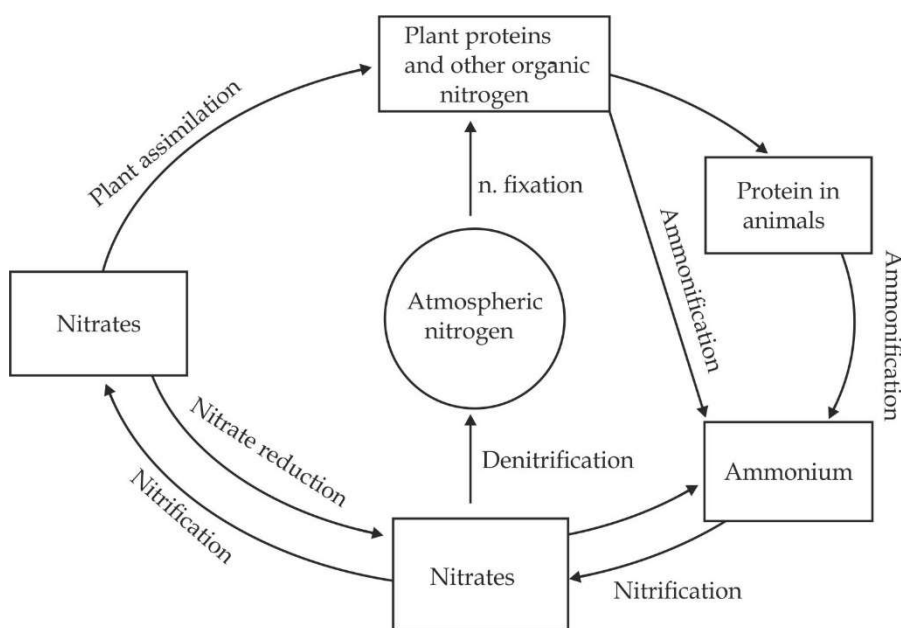 Plant proteins
and other organic
nitrogen
Plant assimilation
n. fixation
Protein in
animals
Ammonification
Ammonification
Atmospheric
nitrogen
Nitrates
Nitrate reduction
Nitrification
Denitrification
Ammonium
Nitrates
Nitrification